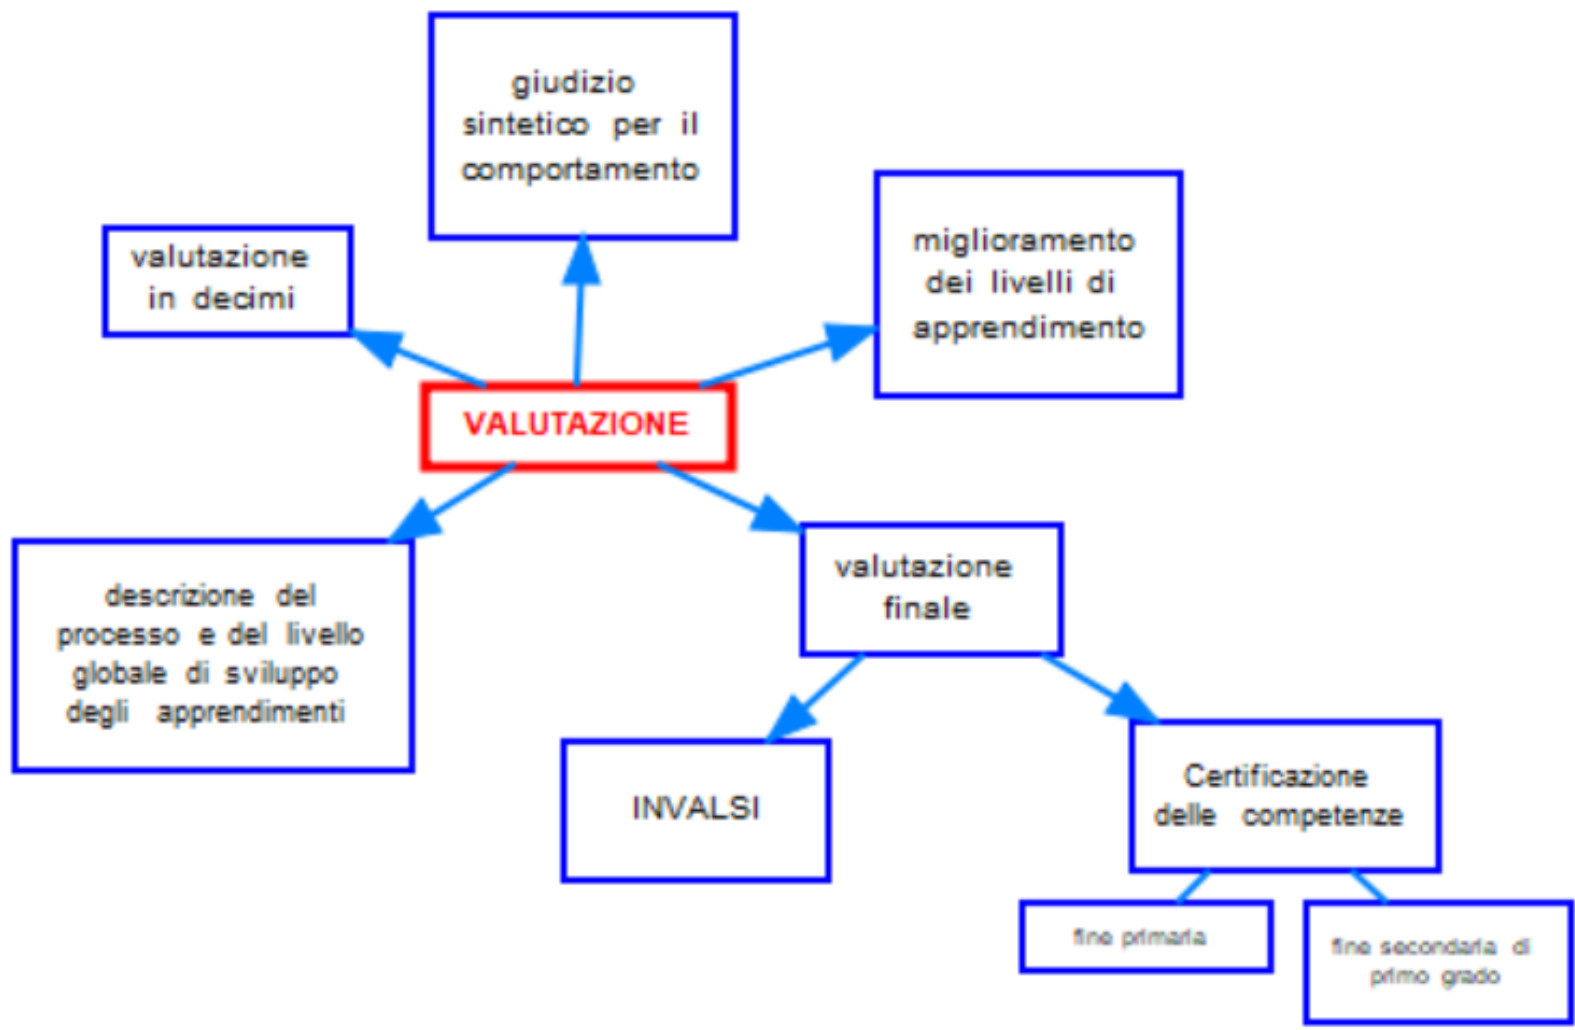 giudizio
sintetico per il
comportamento
valutazione
in decimi
miglioramento
dei livelli di
apprendimento
VALUTAZIONE
descrizione del
processo e del livello
globale di sviluppo
degli apprendimenti
valutazione
finale
INVALSI
Certificazione
delle competenze
fine primaria
fine secondaria di
primo grado